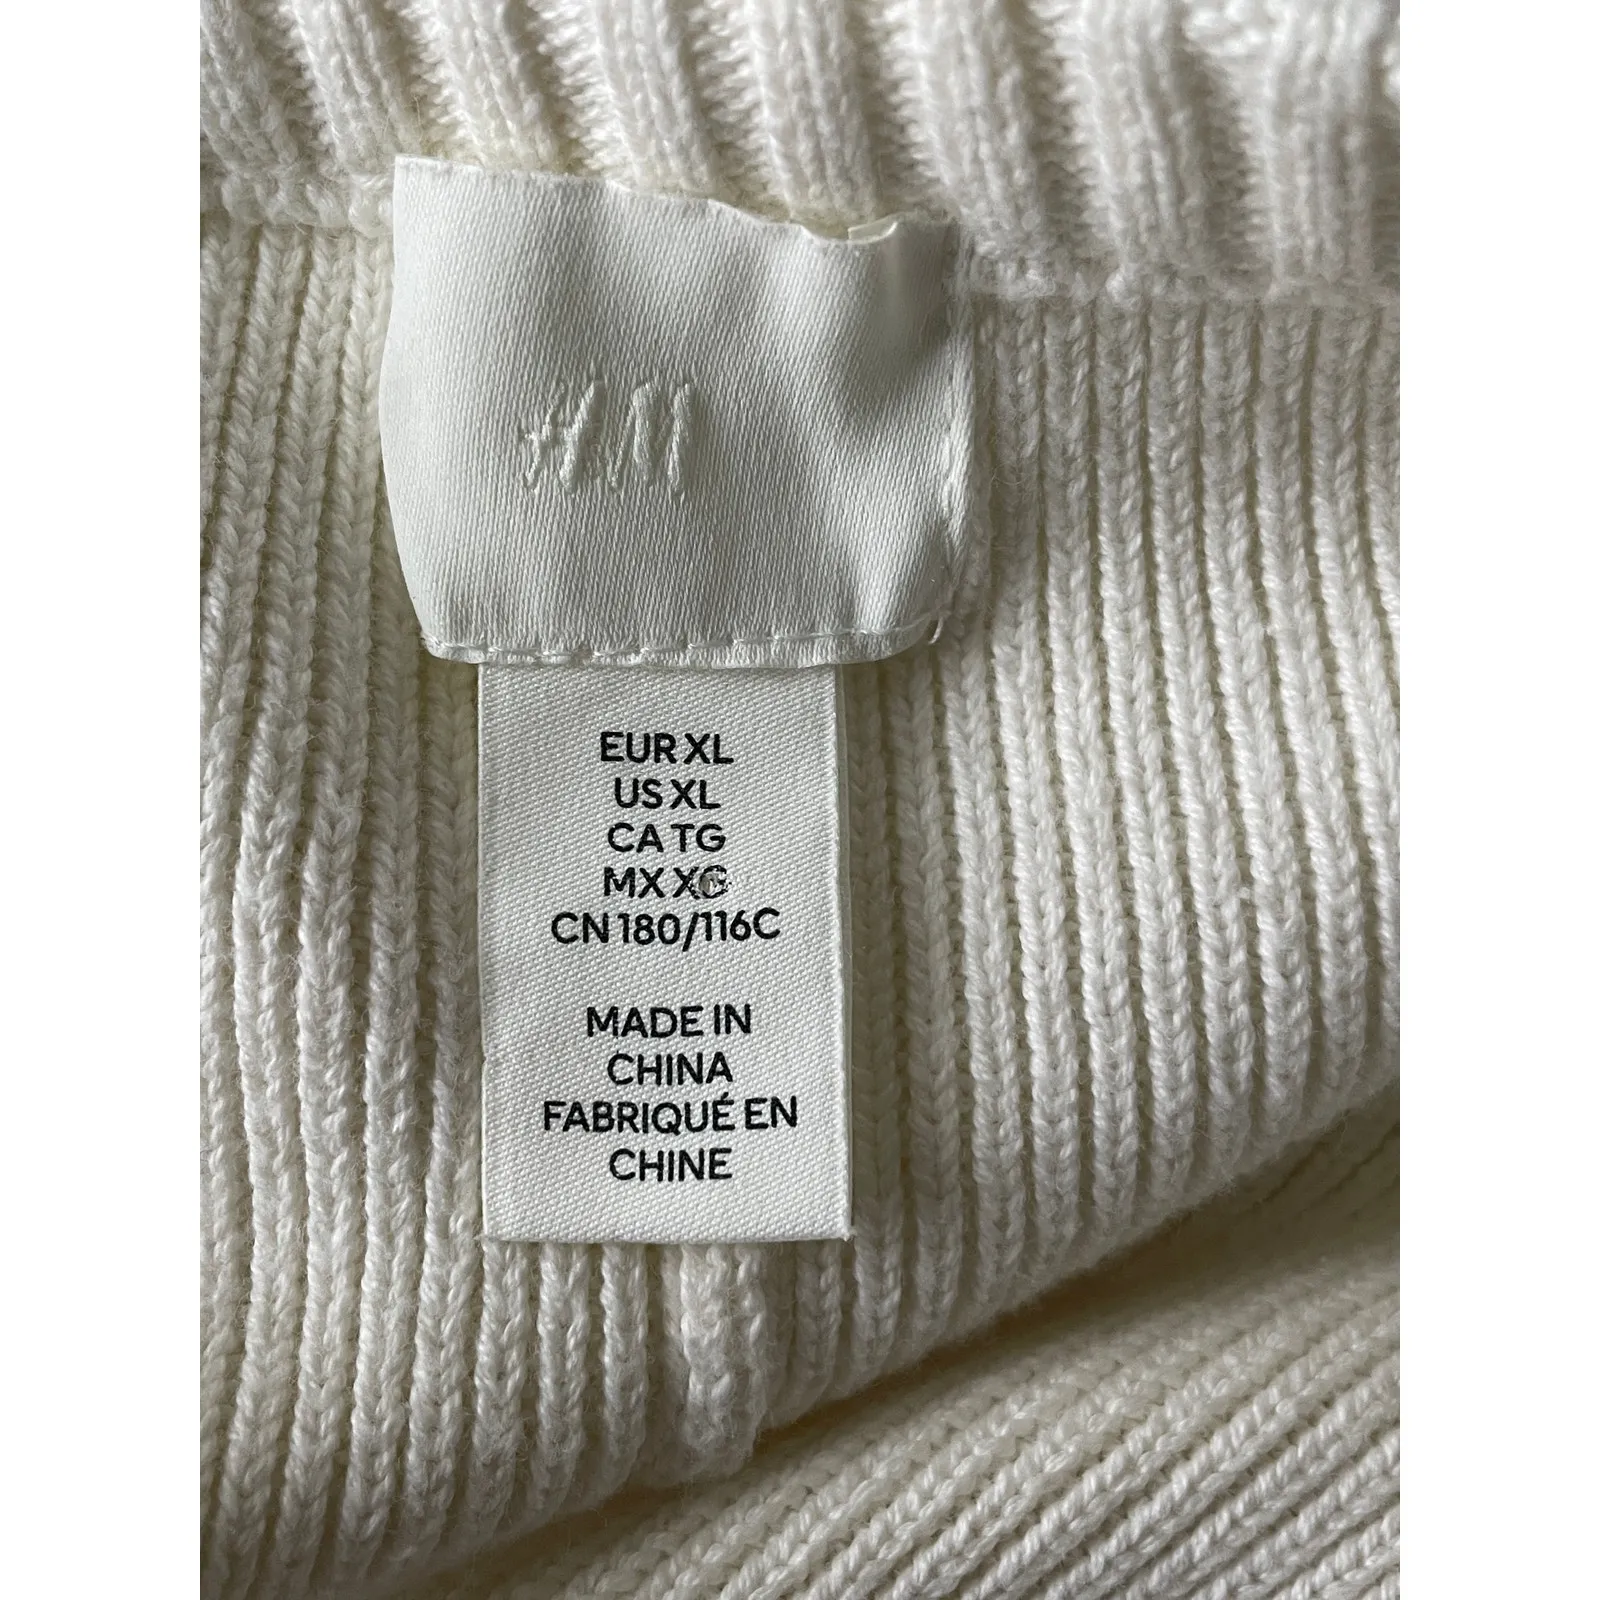 H&M
EUR XL
US XL
CA TG
MX XG
CN 180/116C
MADE IN
CHINA
FABRIQUÉ EN
CHINE